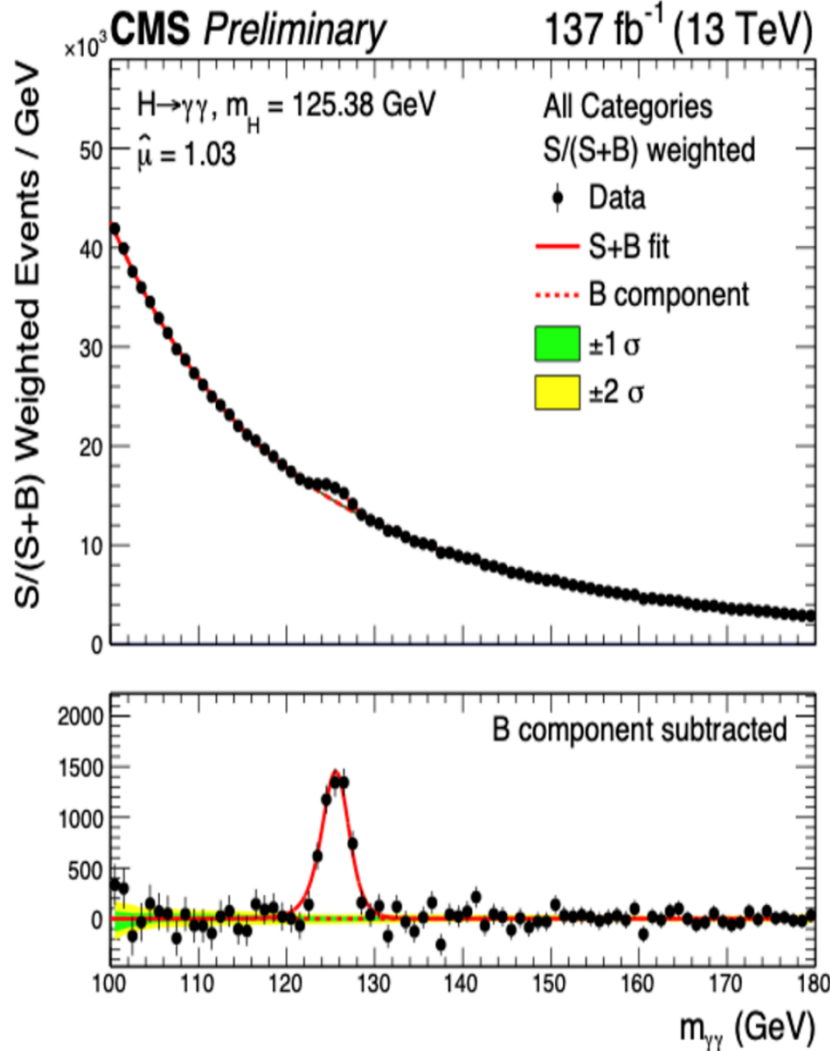 CMS Preliminary 137 fb⁻¹ (13 TeV)
×10³
S/(S+B) Weighted Events / GeV
H→γγ, m_H = 125.38 GeV
μ̂ = 1.03
All Categories
S/(S+B) weighted
Data
S+B fit
B component
±1 σ
±2 σ
50
40
30
20
10
0
B component subtracted
2000
1500
1000
500
0
100 110 120 130 140 150 160 170 180
m_γγ (GeV)